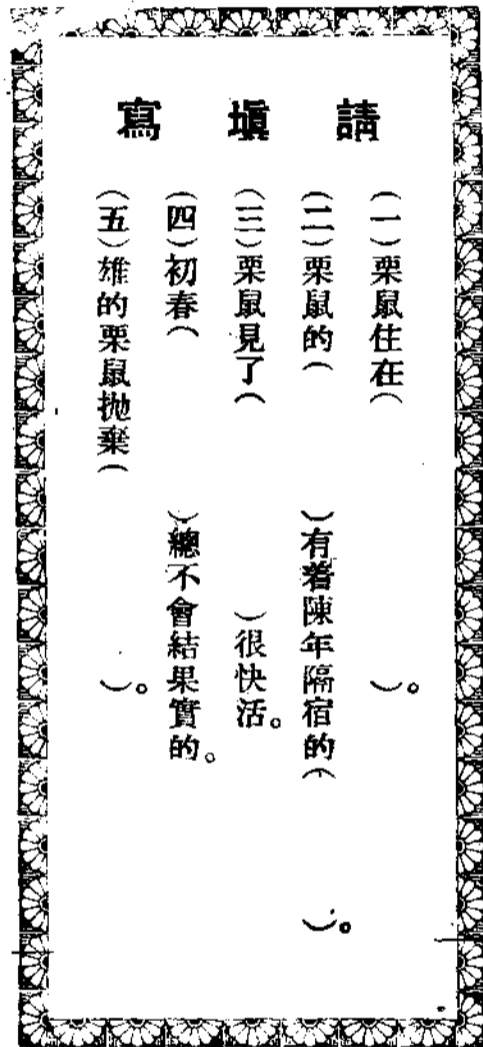 請填寫
(一)栗鼠住在(　　　　)。
(二)栗鼠的(　　　　)有着陳年隔宿的(　　　　)。
(三)栗鼠見了(　　　　)很快活。
(四)初春(　　　　)總不會結果實的。
(五)雄的栗鼠拋棄(　　　　)。